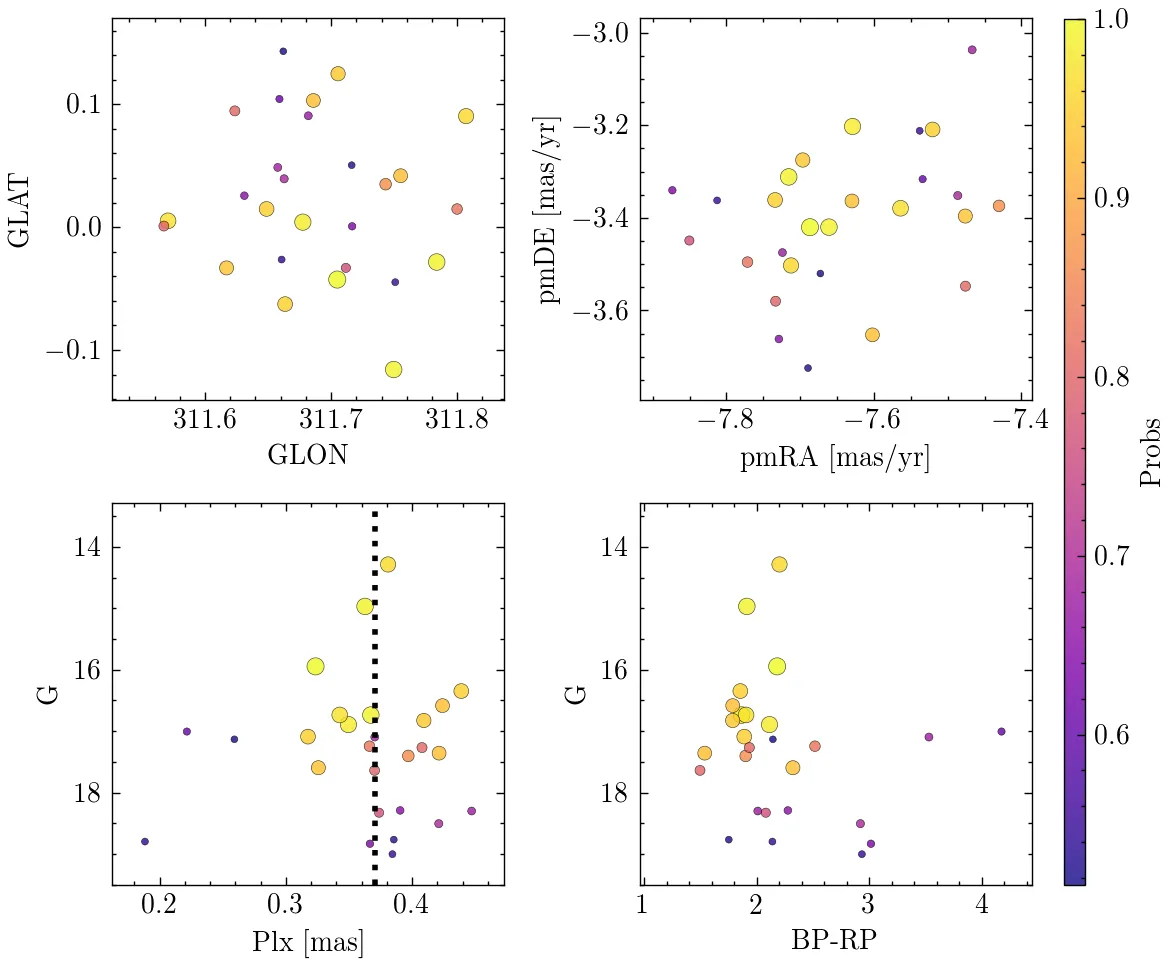 0.1
0.0
−0.1
GLAT
311.6 311.7 311.8
GLON
−3.0
−3.2
−3.4
−3.6
pmDE [mas/yr]
−7.8 −7.6 −7.4
pmRA [mas/yr]
14
16
18
G
0.2 0.3 0.4
Plx [mas]
14
16
18
G
1 2 3 4
BP-RP
1.0
0.9
0.8
0.7
0.6
Probs